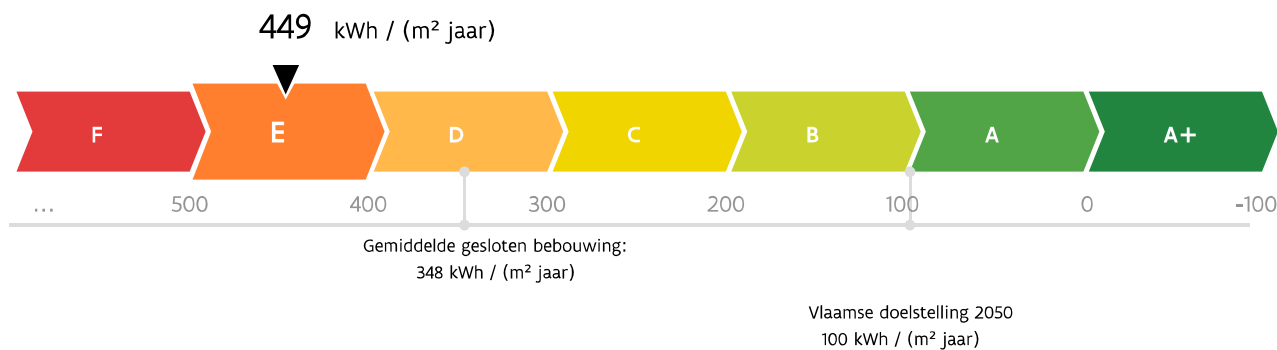 449 kWh / (m² jaar)
F E D C B A A+
... 500 400 300 200 100 0 -100
Gemiddelde gesloten bebouwing:
348 kWh / (m² jaar)
Vlaamse doelstelling 2050
100 kWh / (m² jaar)